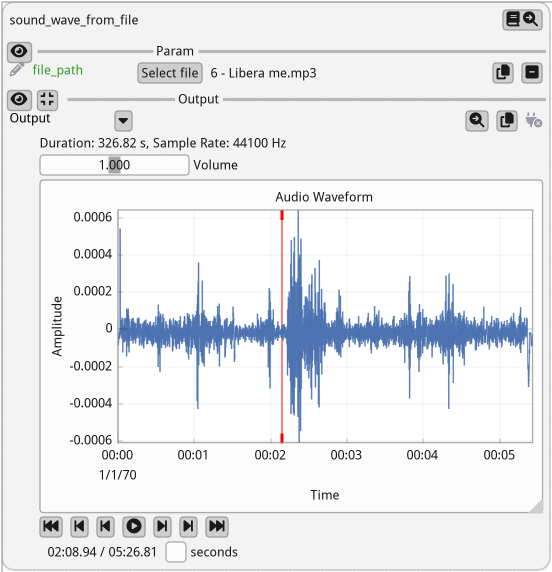 sound_wave_from_file
Param
file_path Select file 6 - Libera me.mp3
Output
Output
Duration: 326.82 s, Sample Rate: 44100 Hz
1.000 Volume
Audio Waveform
0.0006
0.0004
0.0002
0
-0.0002
-0.0004
-0.0006
Amplitude
00:00 00:01 00:02 00:03 00:04 00:05
1/1/70
Time
02:08.94 / 05:26.81 seconds